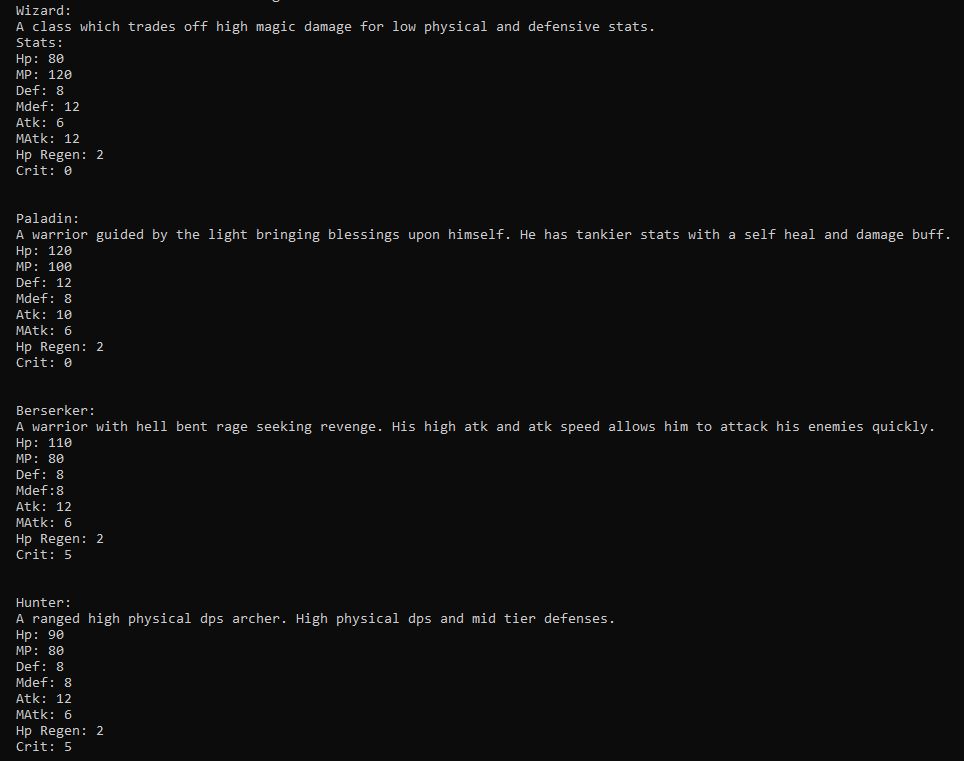 Wizard:
A class which trades off high magic damage for low physical and defensive stats.
Stats:
Hp: 80
MP: 120
Def: 8
Mdef: 12
Atk: 6
MAtk: 12
Hp Regen: 2
Crit: 0
Paladin:
A warrior guided by the light bringing blessings upon himself. He has tankier stats with a self heal and damage buff.
Hp: 120
MP: 100
Def: 12
Mdef: 8
Atk: 10
MAtk: 6
Hp Regen: 2
Crit: 0
Berserker:
A warrior with hell bent rage seeking revenge. His high atk and atk speed allows him to attack his enemies quickly.
Hp: 110
MP: 80
Def: 8
Mdef:8
Atk: 12
MAtk: 6
Hp Regen: 2
Crit: 5
Hunter:
A ranged high physical dps archer. High physical dps and mid tier defenses.
Hp: 90
MP: 80
Def: 8
Mdef: 8
Atk: 12
MAtk: 6
Hp Regen: 2
Crit: 5